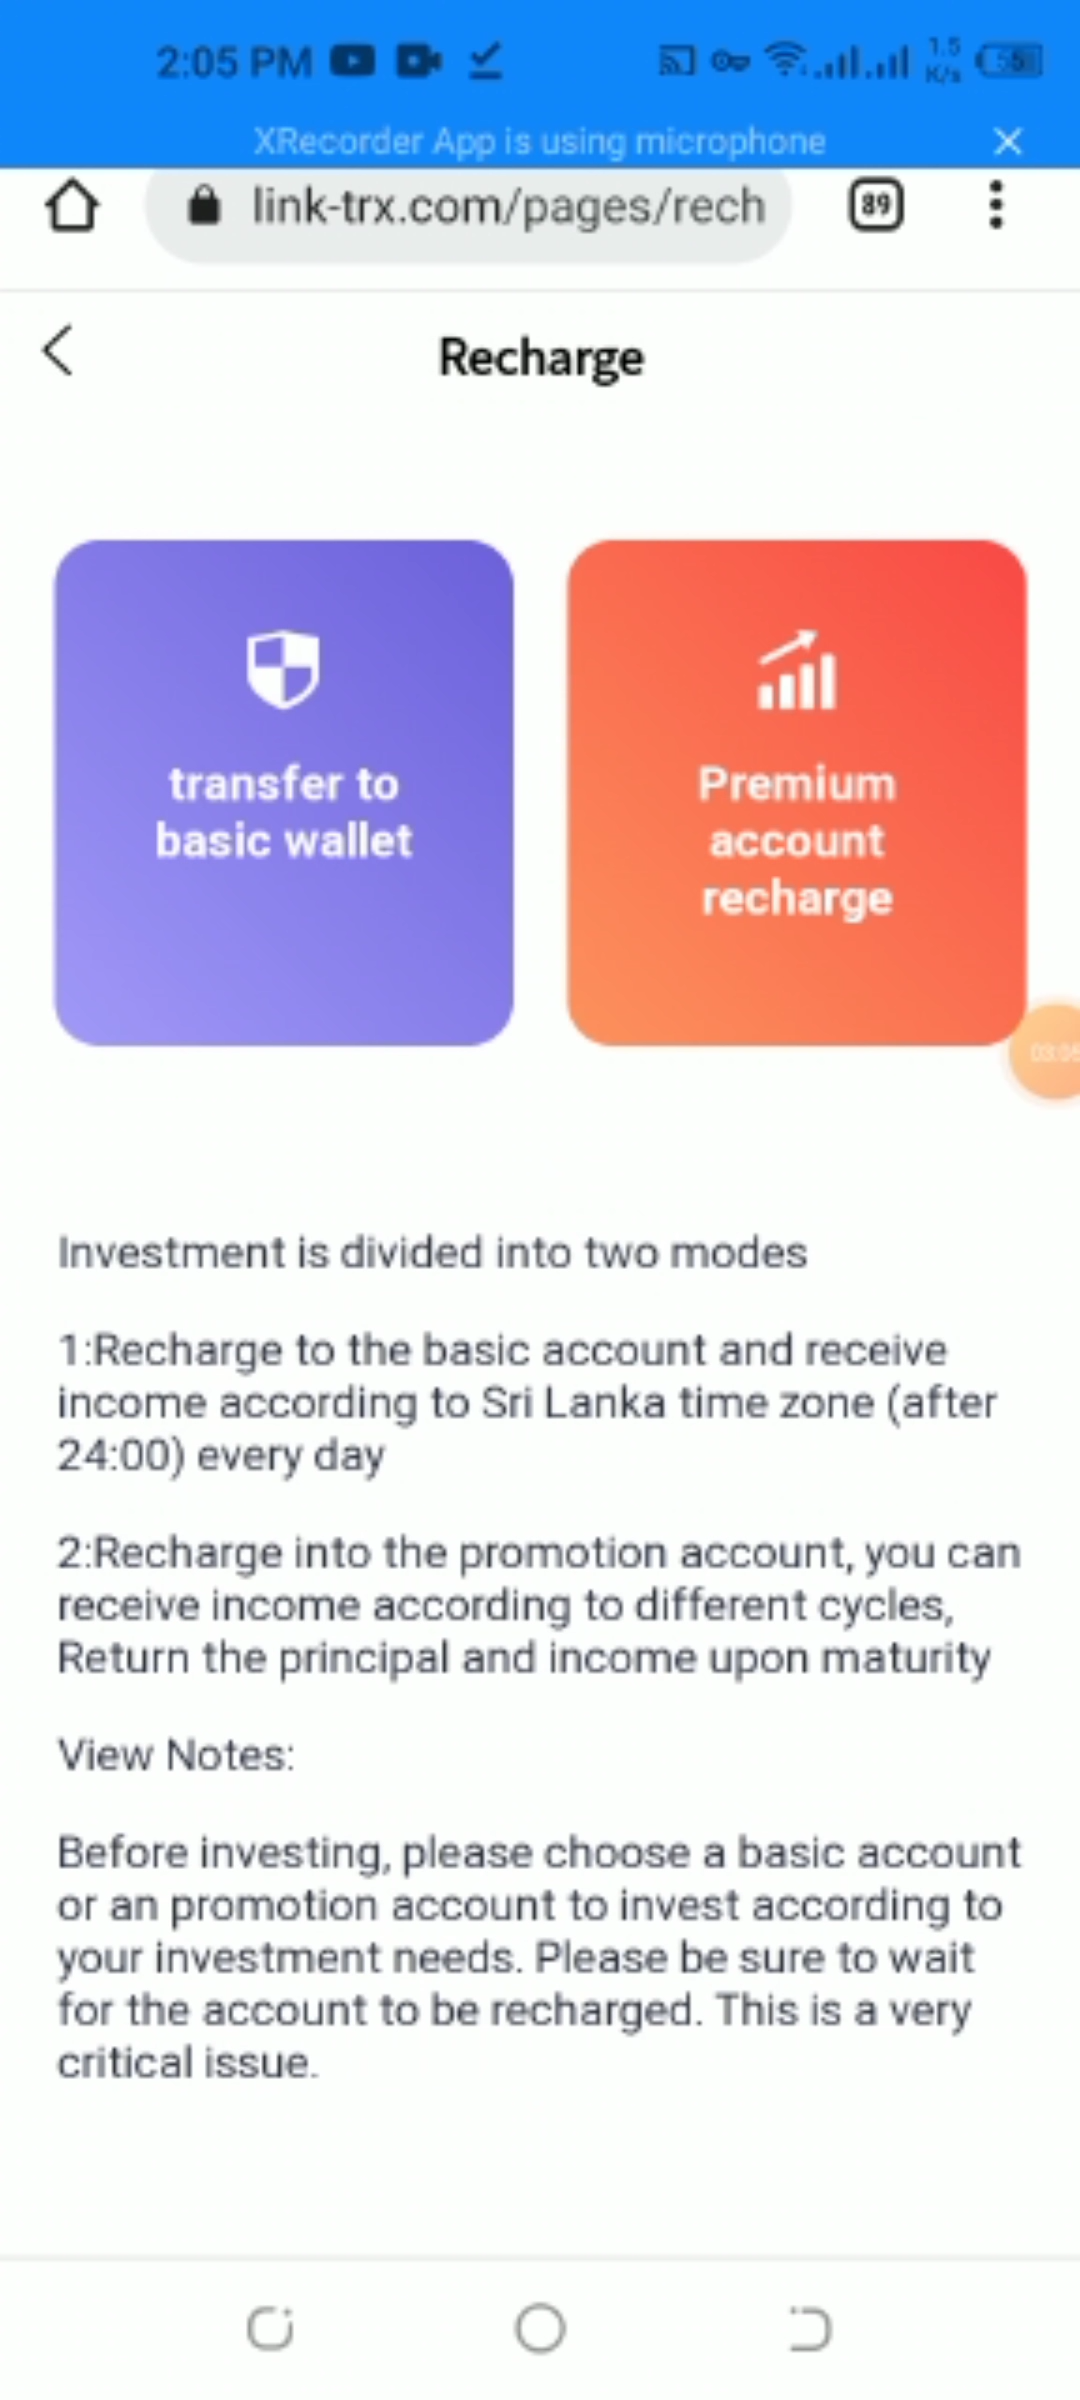 2:05 PM
1.5
K/s
XRecorder App is using microphone
link-trx.com/pages/rech
89
Recharge
transfer to
basic wallet
Premium
account
recharge
Investment is divided into two modes
1:Recharge to the basic account and receive
income according to Sri Lanka time zone (after
24:00) every day
2:Recharge into the promotion account, you can
receive income according to different cycles,
Return the principal and income upon maturity
View Notes:
Before investing, please choose a basic account
or an promotion account to invest according to
your investment needs. Please be sure to wait
for the account to be recharged. This is a very
critical issue.